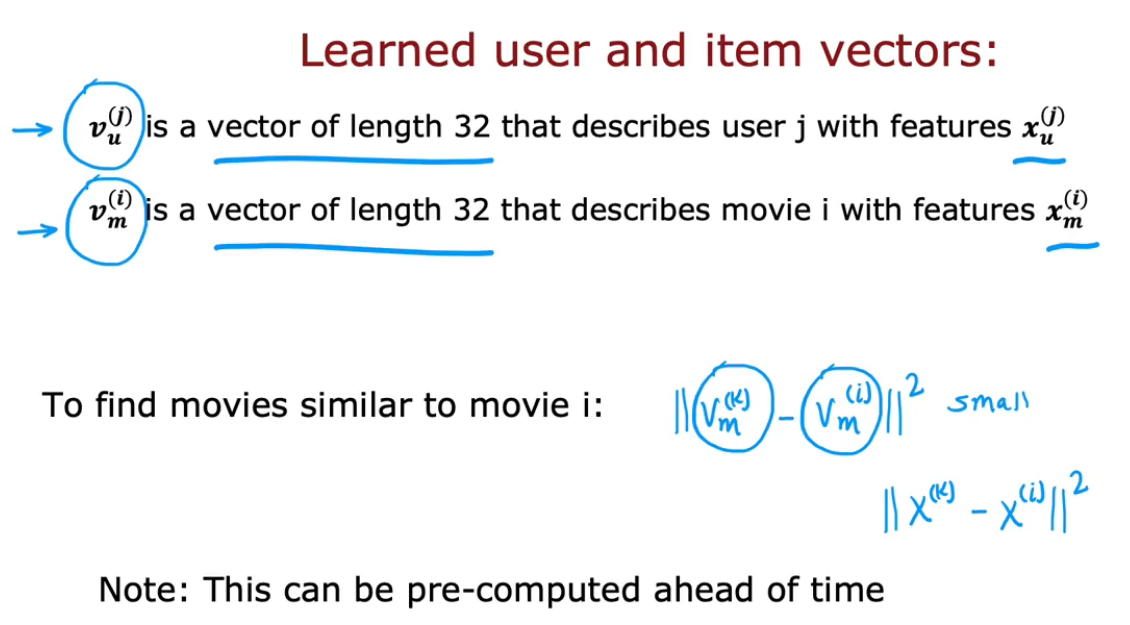 Learned user and item vectors:
v_u^(j) is a vector of length 32 that describes user j with features x_u^(j)
v_m^(i) is a vector of length 32 that describes movie i with features x_m^(i)
To find movies similar to movie i: ||v_m^(k) - v_m^(i)||^2 small
||x^(k) - x^(i)||^2
Note: This can be pre-computed ahead of time